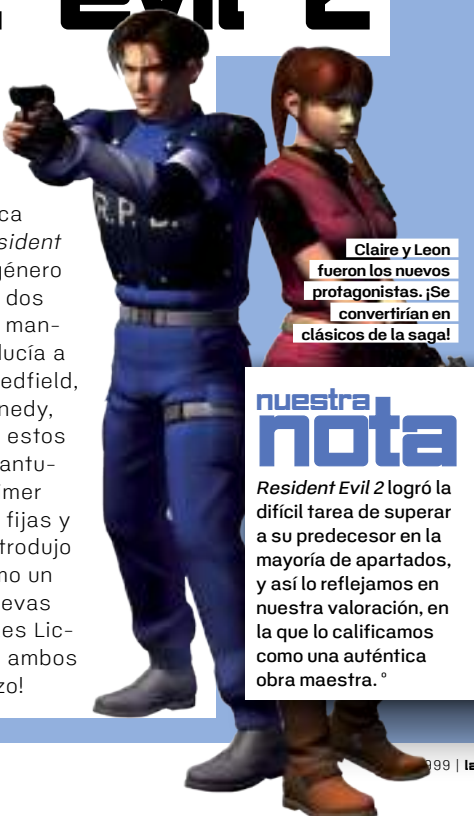 Evil 2
R.P.D.
ca
sident
género
dos
man-
lucía a
edfield,
nedy,
estos
antu-
mer
fijas y
trodujo
mo un
evas
es Lic-
ambos
zo!
Claire y Leon
fueron los nuevos
protagonistas. ¡Se
convertirían en
clásicos de la saga!
nuestra
nota
Resident Evil 2 logró la
difícil tarea de superar
a su predecesor en la
mayoría de apartados,
y así lo reflejamos en
nuestra valoración, en
la que lo calificamos
como una auténtica
obra maestra. º
999 | la